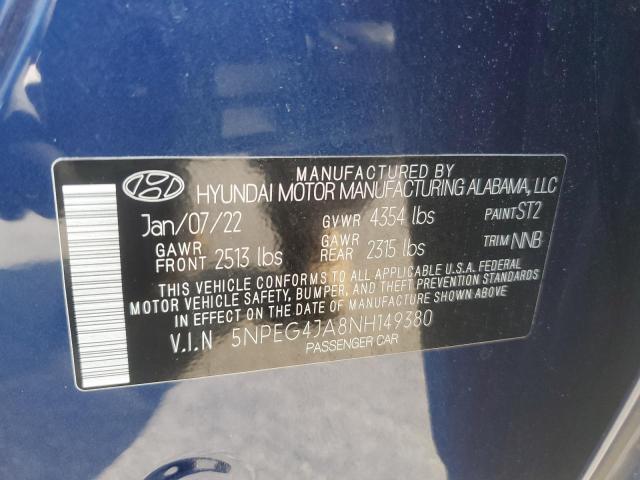 MANUFACTURED BY
HYUNDAI MOTOR MANUFACTURING ALABAMA, LLC
Jan/07/22 GVWR 4354 lbs PAINT ST2
GAWR FRONT 2513 lbs GAWR REAR 2315 lbs TRIM NNB
THIS VEHICLE CONFORMS TO ALL APPLICABLE U.S.A. FEDERAL
MOTOR VEHICLE SAFETY, BUMPER, AND THEFT PREVENTION STANDARDS
IN EFFECT ON THE DATE OF MANUFACTURE SHOWN ABOVE.
V.I.N 5NPEG4JA8NH149380
PASSENGER CAR